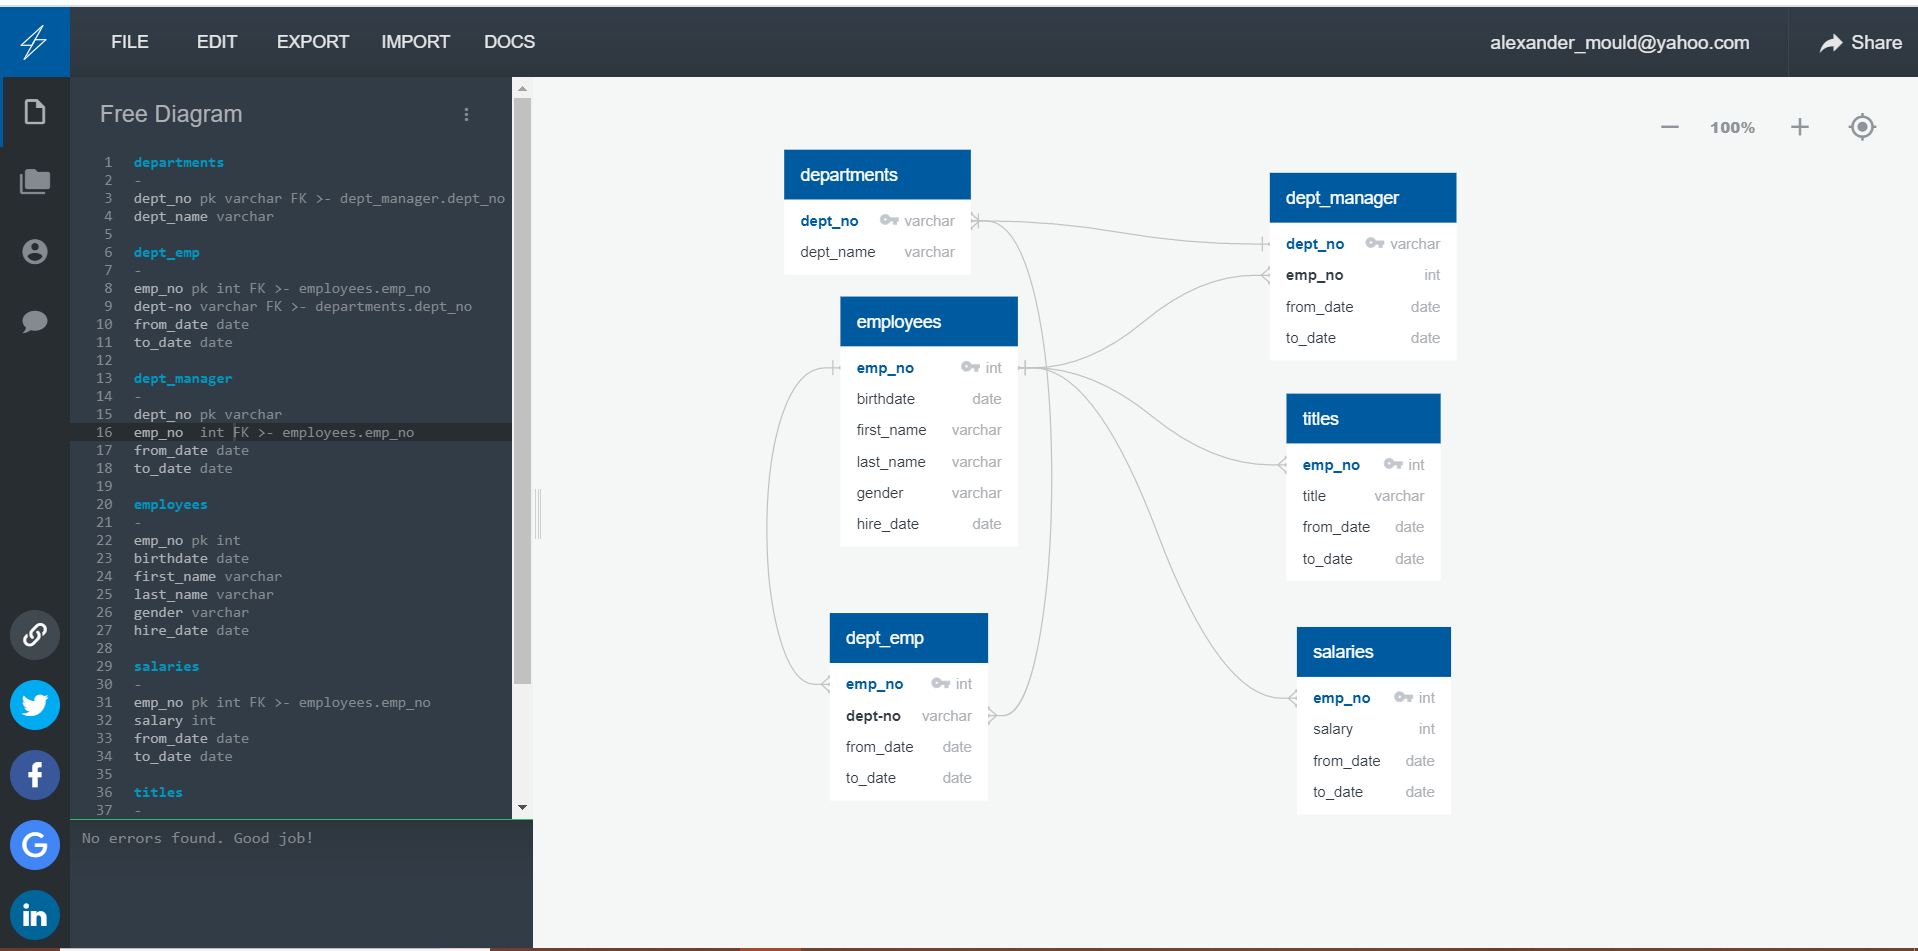 FILE EDIT EXPORT IMPORT DOCS alexander_mould@yahoo.com Share
Free Diagram
1 departments
2 -
3 dept_no pk varchar FK >- dept_manager.dept_no
4 dept_name varchar
5
6 dept_emp
7 -
8 emp_no pk int FK >- employees.emp_no
9 dept-no varchar FK >- departments.dept_no
10 from_date date
11 to_date date
12
13 dept_manager
14 -
15 dept_no pk varchar
16 emp_no  int FK >- employees.emp_no
17 from_date date
18 to_date date
19
20 employees
21 -
22 emp_no pk int
23 birthdate date
24 first_name varchar
25 last_name varchar
26 gender varchar
27 hire_date date
28
29 salaries
30 -
31 emp_no pk int FK >- employees.emp_no
32 salary int
33 from_date date
34 to_date date
35
36 titles
37 -
No errors found. Good job!
100%
departments
dept_no varchar
dept_name varchar
employees
emp_no int
birthdate date
first_name varchar
last_name varchar
gender varchar
hire_date date
dept_emp
emp_no int
dept-no varchar
from_date date
to_date date
dept_manager
dept_no varchar
emp_no int
from_date date
to_date date
titles
emp_no int
title varchar
from_date date
to_date date
salaries
emp_no int
salary int
from_date date
to_date date
f
G
in